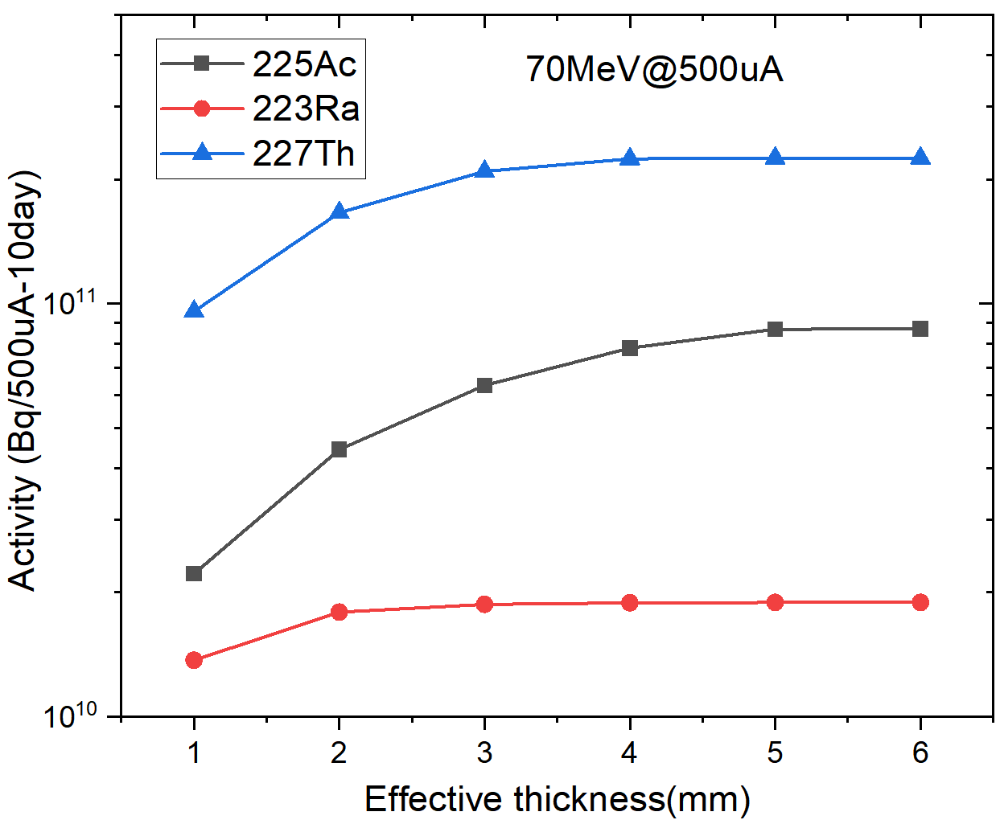 70MeV@500uA
225Ac
223Ra
227Th
Activity (Bq/500uA-10day)
10¹¹
10¹⁰
1 2 3 4 5 6
Effective thickness(mm)